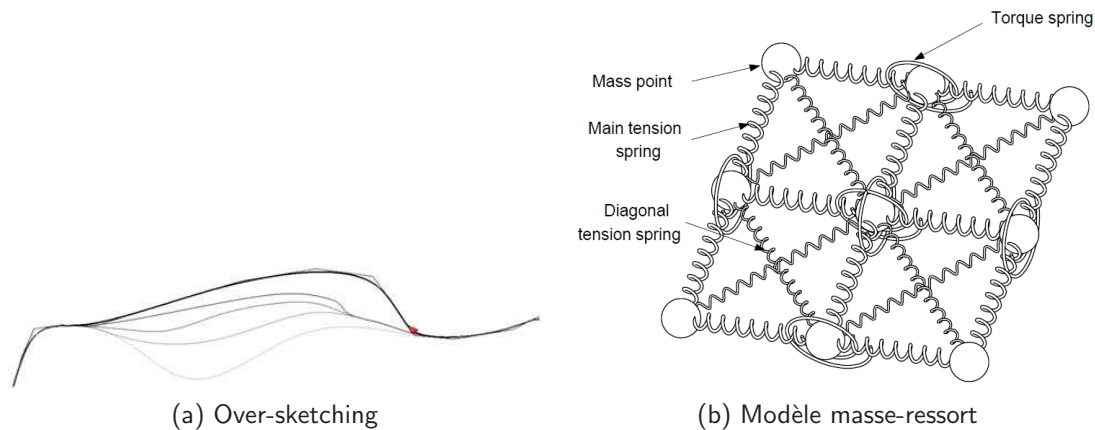 Torque spring
Mass point
Main tension
spring
Diagonal
tension spring
(a) Over-sketching
(b) Modèle masse-ressort